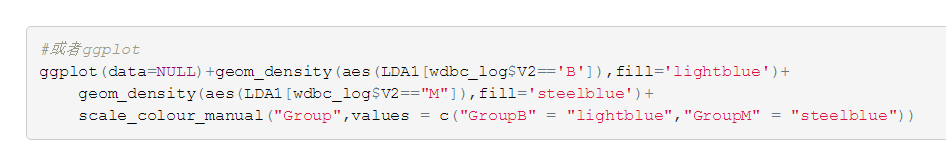 #或者ggplot
ggplot(data=NULL)+geom_density(aes(LDA1[wdbc_log$V2=='B']),fill='lightblue')+
    geom_density(aes(LDA1[wdbc_log$V2=="M"]),fill='steelblue')+
    scale_colour_manual("Group",values = c("GroupB" = "lightblue","GroupM" = "steelblue"))